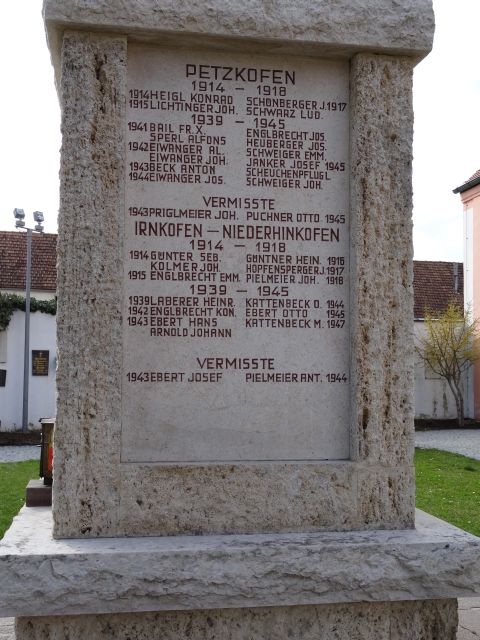 PETZKOFEN
1914 – 1918
1914 HEIGL KONRAD SCHÖNBERGER J. 1917
1915 LICHTINGER JOH. SCHWARZ LUD.
1939 – 1945
1941 BAIL FR. X. ENGLBRECHT JOS.
SPERL ALFONS HEUBERGER JOS.
1942 EIWANGER AL. SCHWEIGER EMM.
EIWANGER JOH. JANKER JOSEF 1945
1943 BECK ANTON SCHEUCHENPFLUGL
1944 EIWANGER JOS. SCHWEIGER JOH.
VERMISSTE
1943 PRIGLMEIER JOH. PUCHNER OTTO 1945
IRNKOFEN – NIEDERHINKOFEN
1914 – 1918
1914 GÜNTER SEB. GÜNTNER HEIN. 1916
KOLMER JOH. HOPFENSPERGER J. 1917
1915 ENGLBRECHT EMM. PIELMEIER JOH. 1918
1939 – 1945
1939 LABERER HEINR. KATTENBECK O. 1944
1942 ENGLBRECHT KON. EBERT OTTO 1945
1943 EBERT HANS KATTENBECK M. 1947
ARNOLD JOHANN
VERMISSTE
1943 EBERT JOSEF PIELMEIER ANT. 1944